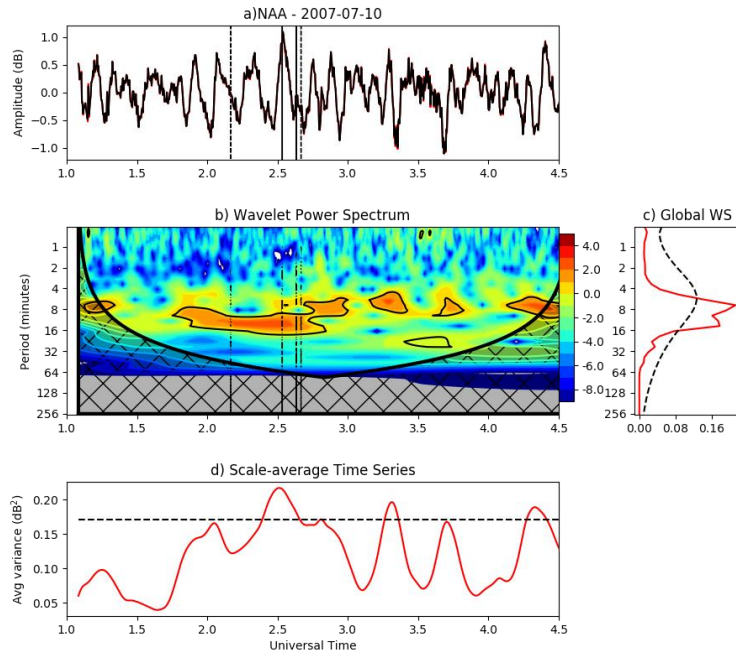 a)NAA - 2007-07-10
Amplitude (dB)
1.0
0.5
0.0
−0.5
−1.0
1.0 1.5 2.0 2.5 3.0 3.5 4.0 4.5
b) Wavelet Power Spectrum
Period (minutes)
1
2
4
8
16
32
64
128
256
1.0 1.5 2.0 2.5 3.0 3.5 4.0 4.5
4.0
2.0
0.0
-2.0
-4.0
-6.0
-8.0
c) Global WS
1
2
4
8
16
32
64
128
256
0.00 0.08 0.16
d) Scale-average Time Series
Avg variance (dB²)
0.20
0.15
0.10
0.05
1.0 1.5 2.0 2.5 3.0 3.5 4.0 4.5
Universal Time